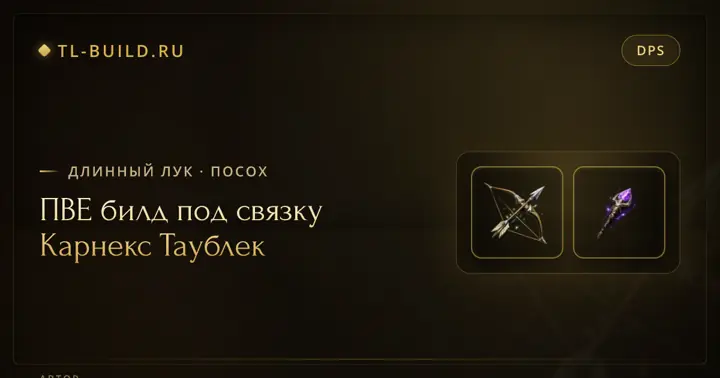 TL-BUILD.RU
DPS
ДЛИННЫЙ ЛУК · ПОСОХ
ПВЕ билд под связку
Карнекс Таублек